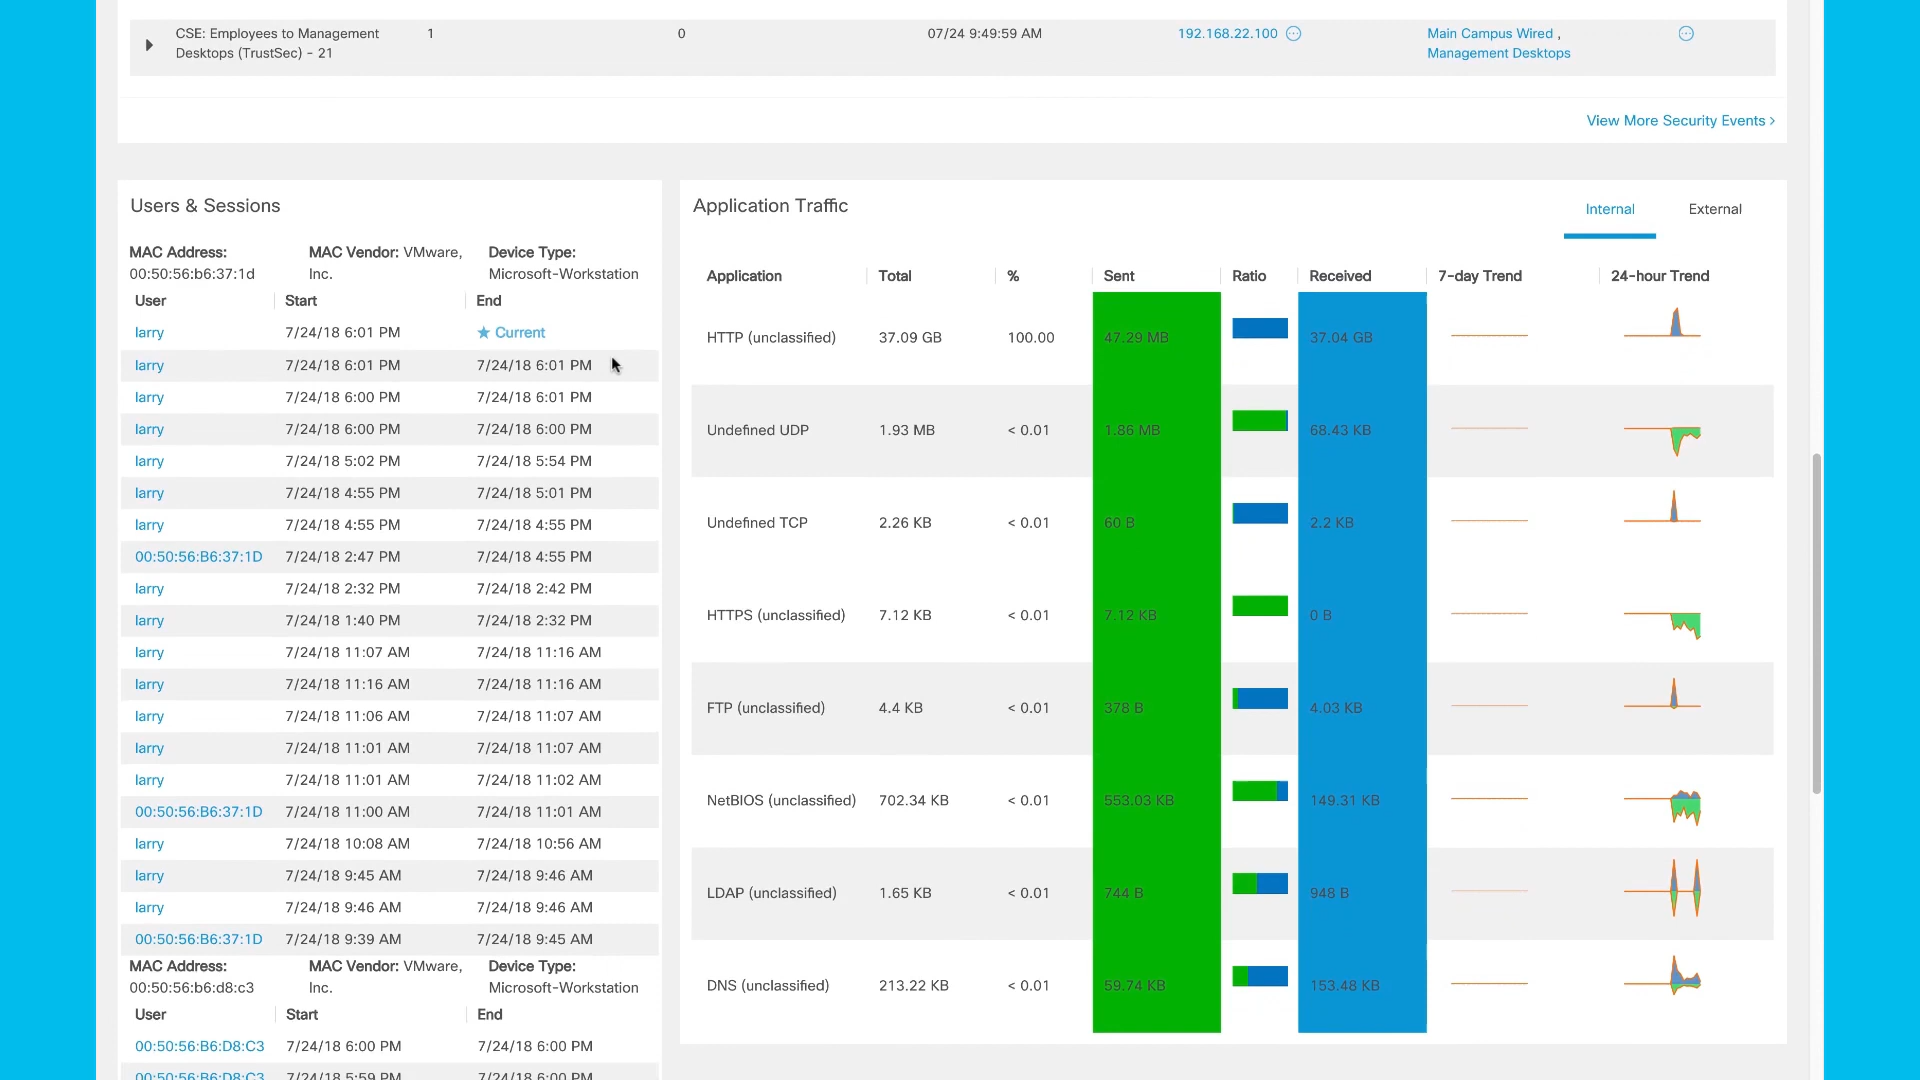 CSE: Employees to Management 1 0 07/24 9:49:59 AM 192.168.22.100 Main Campus Wired ,
Desktops (TrustSec) - 21 Management Desktops
View More Security Events >
Users & Sessions
MAC Address: MAC Vendor: VMware, Device Type:
00:50:56:b6:37:1d Inc. Microsoft-Workstation
User Start End
larry 7/24/18 6:01 PM ★ Current
larry 7/24/18 6:01 PM 7/24/18 6:01 PM
larry 7/24/18 6:00 PM 7/24/18 6:01 PM
larry 7/24/18 6:00 PM 7/24/18 6:00 PM
larry 7/24/18 5:02 PM 7/24/18 5:54 PM
larry 7/24/18 4:55 PM 7/24/18 5:01 PM
larry 7/24/18 4:55 PM 7/24/18 4:55 PM
00:50:56:B6:37:1D 7/24/18 2:47 PM 7/24/18 4:55 PM
larry 7/24/18 2:32 PM 7/24/18 2:42 PM
larry 7/24/18 1:40 PM 7/24/18 2:32 PM
larry 7/24/18 11:07 AM 7/24/18 11:16 AM
larry 7/24/18 11:16 AM 7/24/18 11:16 AM
larry 7/24/18 11:06 AM 7/24/18 11:07 AM
larry 7/24/18 11:01 AM 7/24/18 11:07 AM
larry 7/24/18 11:01 AM 7/24/18 11:02 AM
00:50:56:B6:37:1D 7/24/18 11:00 AM 7/24/18 11:01 AM
larry 7/24/18 10:08 AM 7/24/18 10:56 AM
larry 7/24/18 9:45 AM 7/24/18 9:46 AM
larry 7/24/18 9:46 AM 7/24/18 9:46 AM
00:50:56:B6:37:1D 7/24/18 9:39 AM 7/24/18 9:45 AM
MAC Address: MAC Vendor: VMware, Device Type:
00:50:56:b6:d8:c3 Inc. Microsoft-Workstation
User Start End
00:50:56:B6:D8:C3 7/24/18 6:00 PM 7/24/18 6:00 PM
00:50:56:B6:D8:C3 7/24/18 5:59 PM 7/24/18 6:00 PM
Application Traffic
Internal External
Application Total % Sent Ratio Received 7-day Trend 24-hour Trend
HTTP (unclassified) 37.09 GB 100.00 47.29 MB 37.04 GB
Undefined UDP 1.93 MB < 0.01 1.86 MB 68.43 KB
Undefined TCP 2.26 KB < 0.01 60 B 2.2 KB
HTTPS (unclassified) 7.12 KB < 0.01 7.12 KB 0 B
FTP (unclassified) 4.4 KB < 0.01 378 B 4.03 KB
NetBIOS (unclassified) 702.34 KB < 0.01 553.03 KB 149.31 KB
LDAP (unclassified) 1.65 KB < 0.01 744 B 948 B
DNS (unclassified) 213.22 KB < 0.01 59.74 KB 153.48 KB